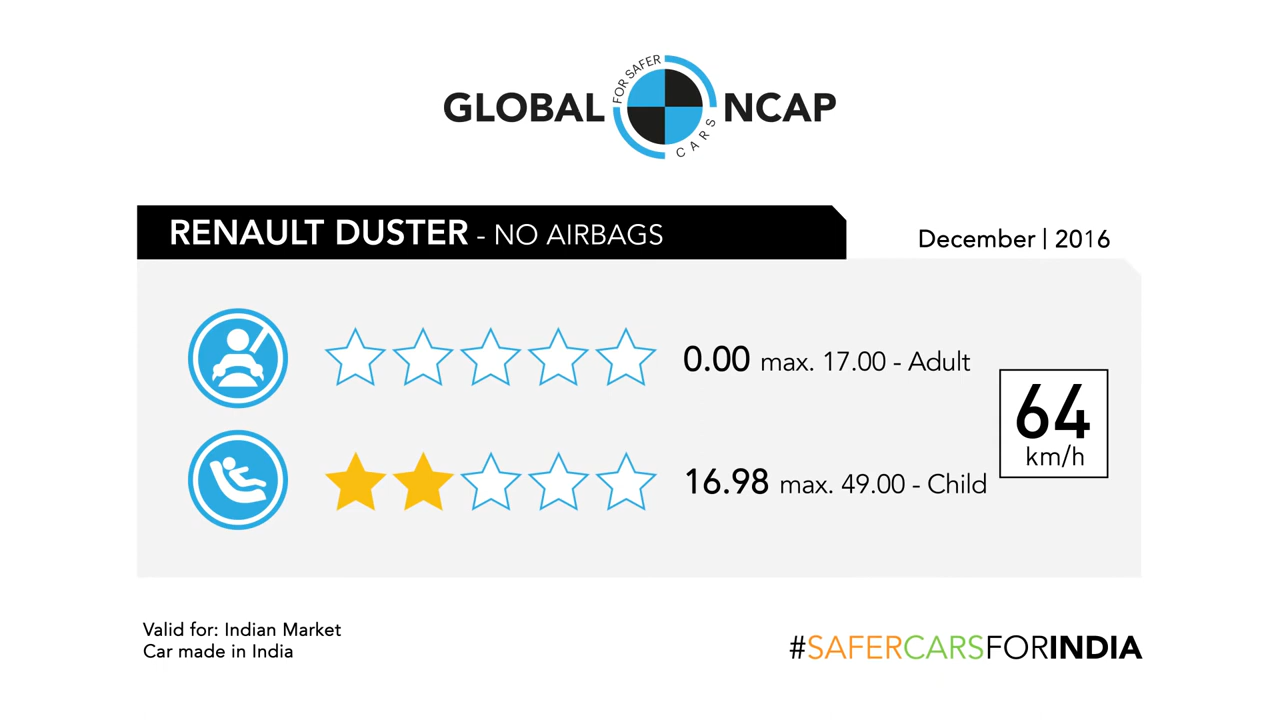 GLOBAL FOR SAFER CARS NCAP
RENAULT DUSTER - NO AIRBAGS
December | 2016
0.00 max. 17.00 - Adult
64
km/h
16.98 max. 49.00 - Child
Valid for: Indian Market
Car made in India
#SAFERCARSFORINDIA